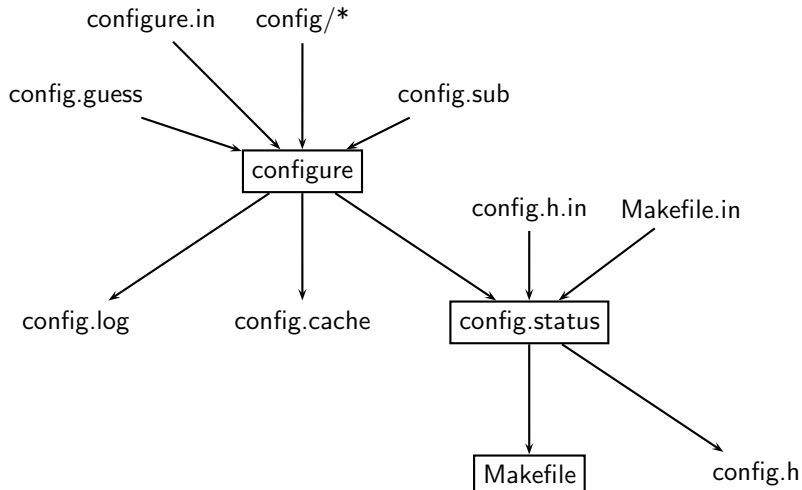 configure.in config/*
config.guess config.sub
configure
config.h.in Makefile.in
config.log config.cache config.status
Makefile config.h